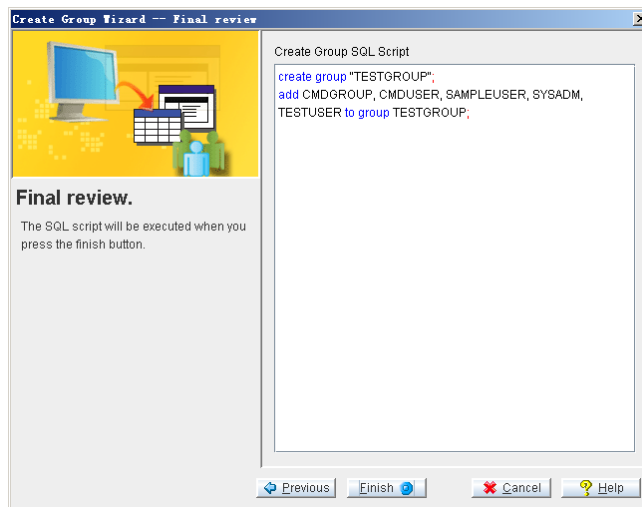 Create Group Wizard -- Final review
Create Group SQL Script
create group "TESTGROUP";
add CMDGROUP, CMDUSER, SAMPLEUSER, SYSADM,
TESTUSER to group TESTGROUP;
Final review.
The SQL script will be executed when you
press the finish button.
Previous
Finish
Cancel
Help